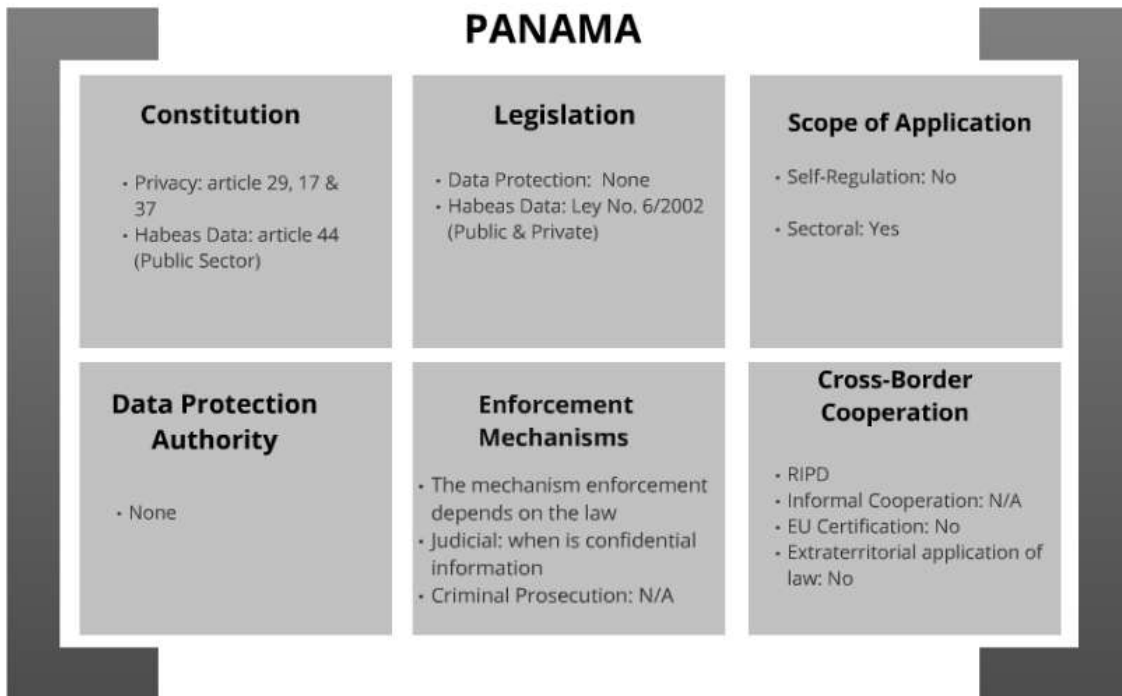 PANAMA
Constitution
• Privacy: article 29, 17 &
37
• Habeas Data: article 44
(Public Sector)
Legislation
• Data Protection: None
• Habeas Data: Ley No. 6/2002
(Public & Private)
Scope of Application
• Self-Regulation: No
• Sectoral: Yes
Data Protection
Authority
• None
Enforcement
Mechanisms
• The mechanism enforcement
depends on the law
• Judicial: when is confidential
information
• Criminal Prosecution: N/A
Cross-Border
Cooperation
• RIPD
• Informal Cooperation: N/A
• EU Certification: No
• Extraterritorial application of
law: No